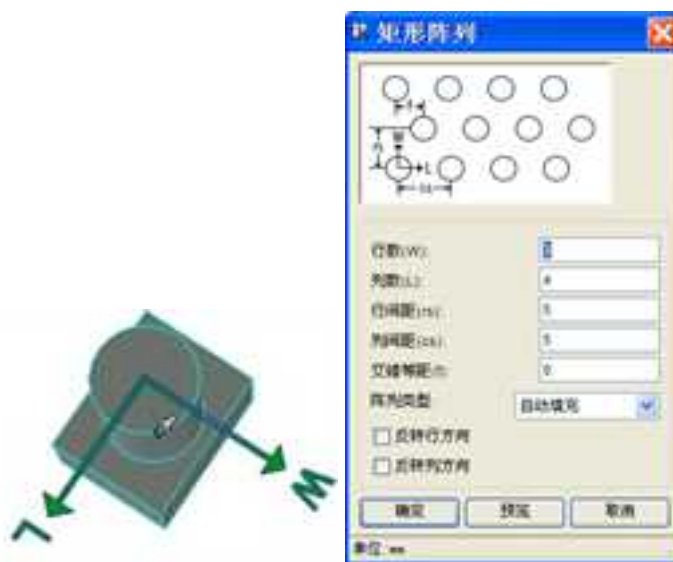 矩形阵列
W
L
行数(W):
列数(L): 4
行间距(rs): 5
列间距(cs): 5
交错等距(f): 0
阵列类型 自动填充
反转行方向
反转列方向
确定 预览 取消
单位 mm
L
W